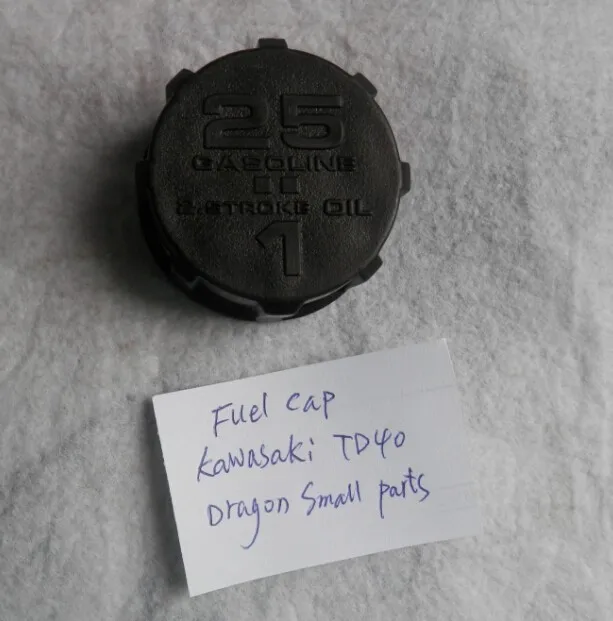 25
GASOLINE
2-STROKE OIL
1
Fuel cap
Kawasaki TD40
Dragon Small parts